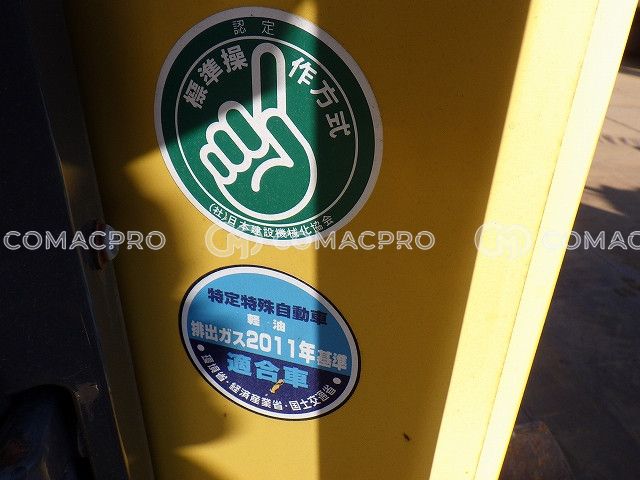 認定
標準操作方式
(社)日本建設機械化協会
COMACPRO COMACPRO COMAC
特定特殊自動車
軽油
排出ガス2011年基準
適合車
・環境省・経済産業省・国土交通省・